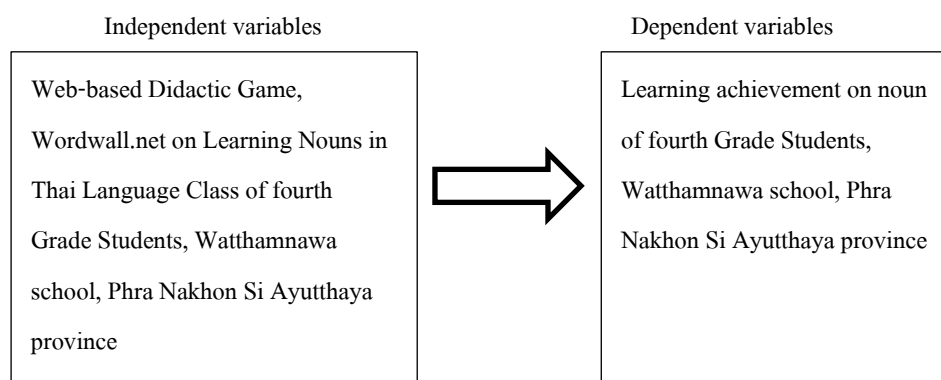 Independent variables
Dependent variables
Web-based Didactic Game,
Wordwall.net on Learning Nouns in
Thai Language Class of fourth
Grade Students, Watthamnawa
school, Phra Nakhon Si Ayutthaya
province
Learning achievement on noun
of fourth Grade Students,
Watthamnawa school, Phra
Nakhon Si Ayutthaya province